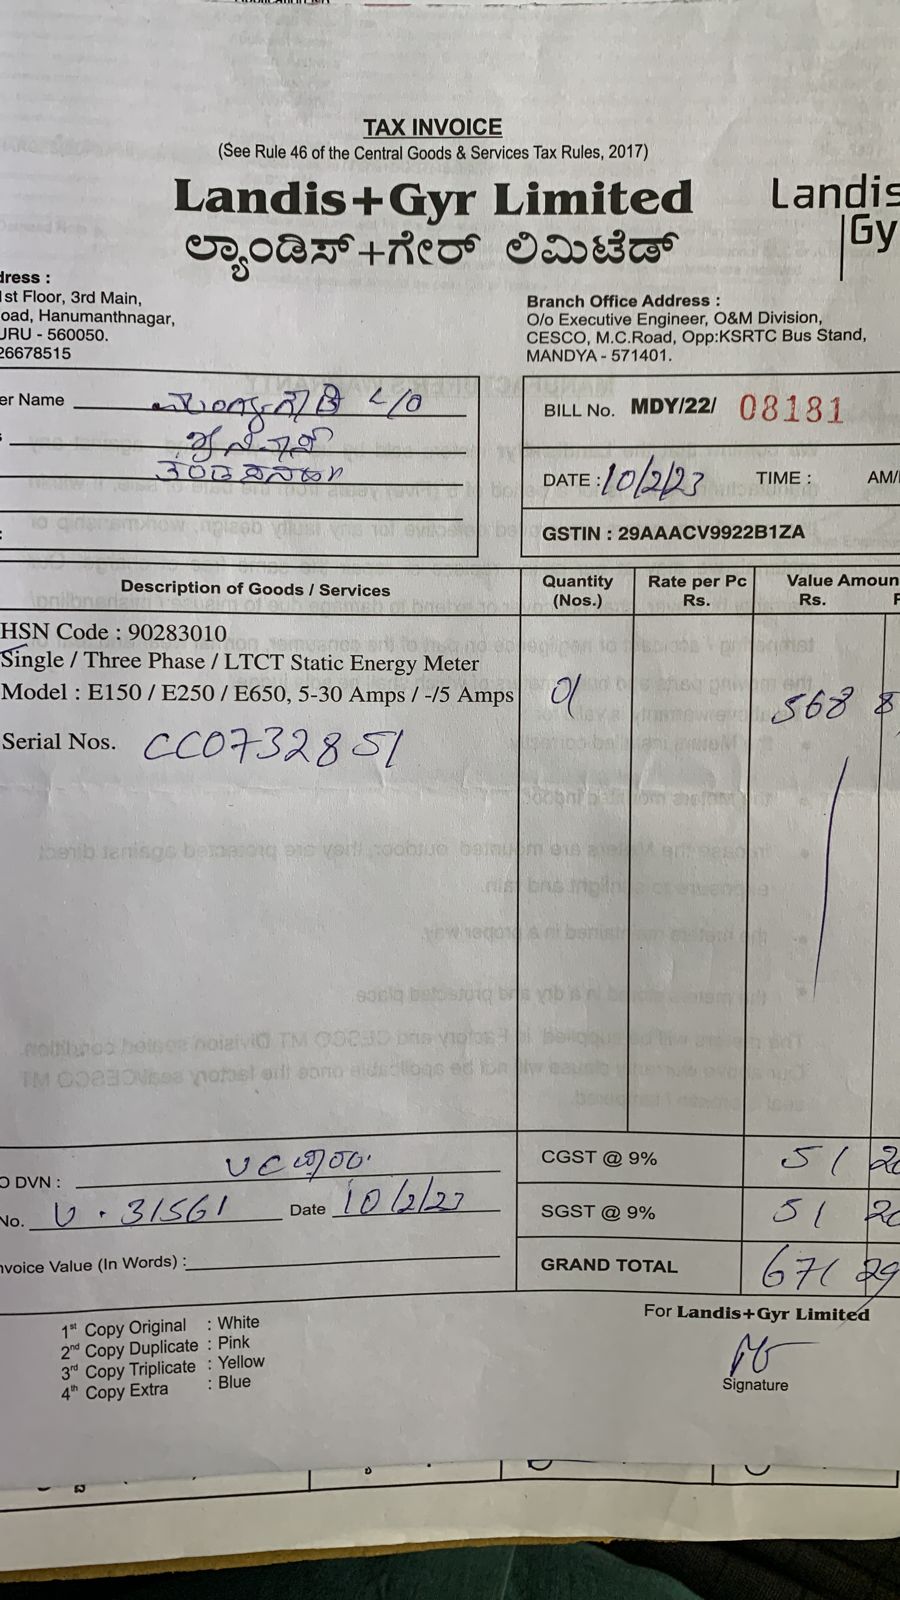 TAX INVOICE
(See Rule 46 of the Central Goods & Services Tax Rules, 2017)
Landis+Gyr Limited
ಲ್ಯಾಂಡಿಸ್+ಗೇರ್ ಲಿಮಿಟೆಡ್
Landis
Gy
dress :
1st Floor, 3rd Main,
oad, Hanumanthnagar,
URU - 560050.
26678515
Branch Office Address :
O/o Executive Engineer, O&M Division,
CESCO, M.C.Road, Opp:KSRTC Bus Stand,
MANDYA - 571401.
er Name
BILL No. MDY/22/ 08181
DATE : 10/2/23 TIME : AM/
GSTIN : 29AAACV9922B1ZA
Description of Goods / Services
Quantity (Nos.)
Rate per Pc Rs.
Value Amoun
Rs.
HSN Code : 90283010
Single / Three Phase / LTCT Static Energy Meter
Model : E150 / E250 / E650, 5-30 Amps / -/5 Amps 01 568 8
Serial Nos. CC0732851
O DVN :
CGST @ 9% 51 20
No. U. 31561 Date 10/2/23
SGST @ 9% 51 20
nvoice Value (In Words) :
GRAND TOTAL 671 29
1st Copy Original : White
2nd Copy Duplicate : Pink
3rd Copy Triplicate : Yellow
4th Copy Extra : Blue
For Landis+Gyr Limited
Signature